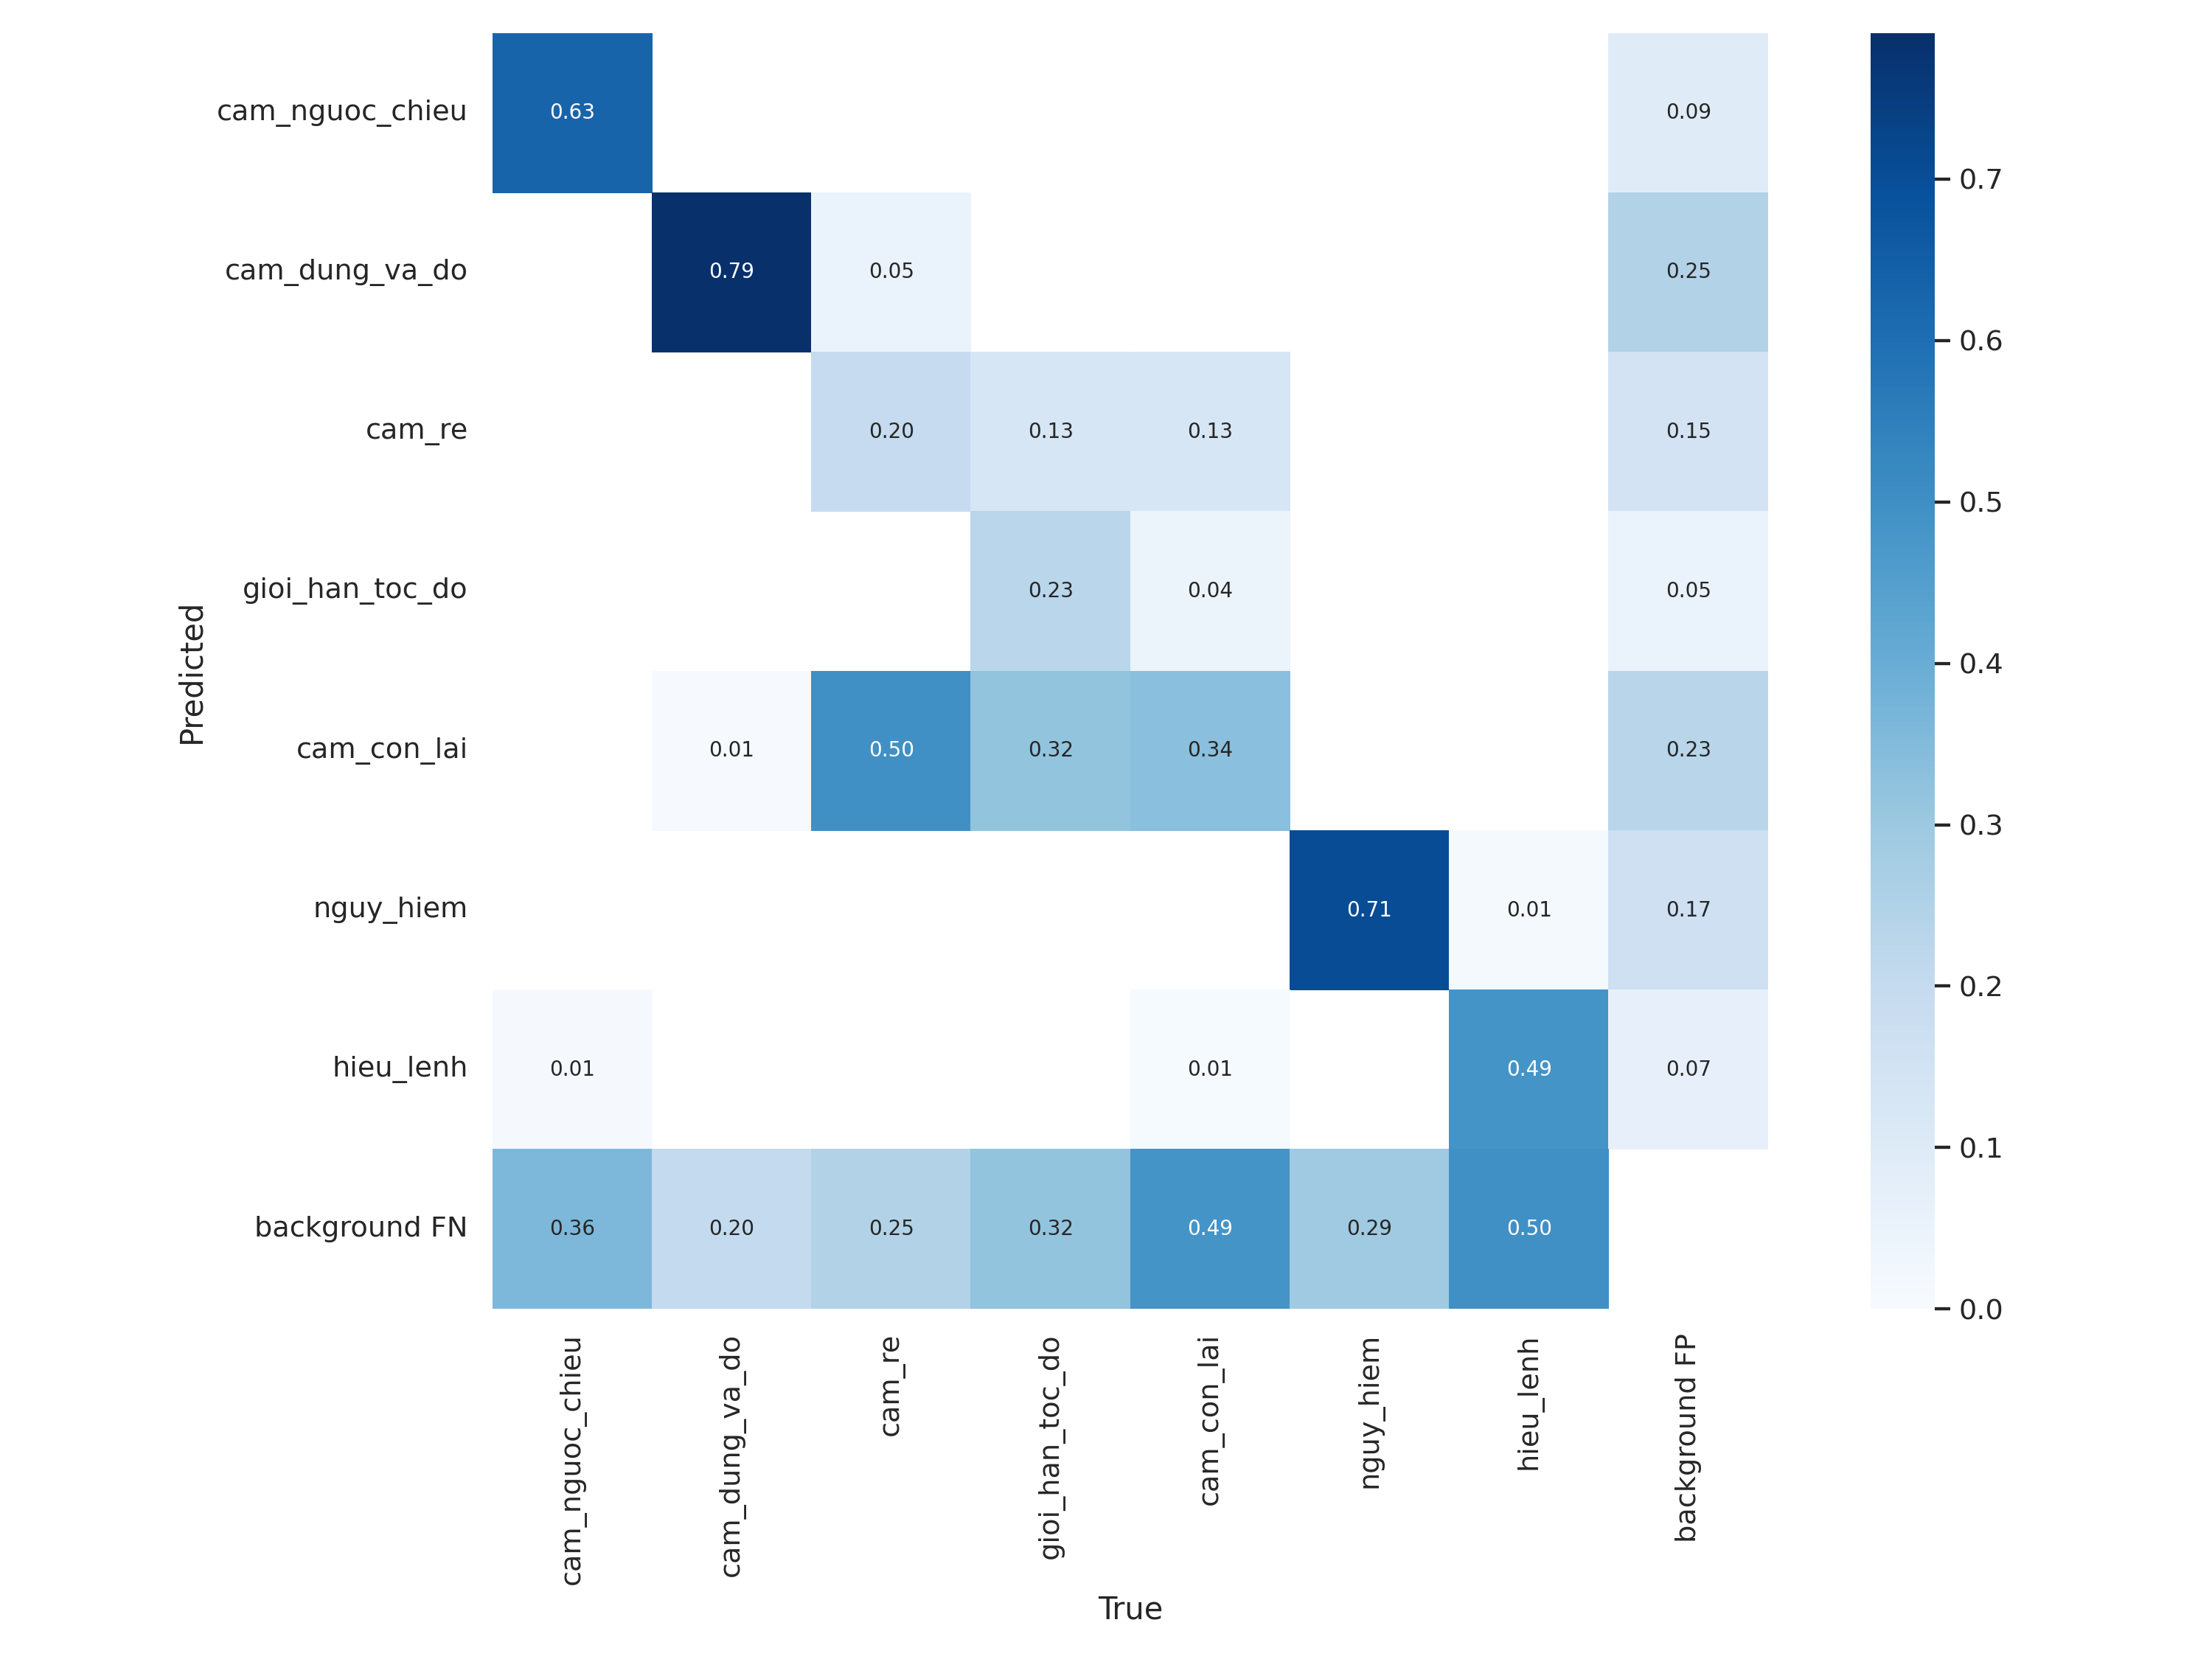 cam_nguoc_chieu 0.63 0.09
cam_dung_va_do 0.79 0.05 0.25
cam_re 0.20 0.13 0.13 0.15
gioi_han_toc_do 0.23 0.04 0.05
cam_con_lai 0.01 0.50 0.32 0.34 0.23
nguy_hiem 0.71 0.01 0.17
hieu_lenh 0.01 0.01 0.49 0.07
background FN 0.36 0.20 0.25 0.32 0.49 0.29 0.50
Predicted
cam_nguoc_chieu
cam_dung_va_do
cam_re
gioi_han_toc_do
cam_con_lai
nguy_hiem
hieu_lenh
background FP
True
0.7
0.6
0.5
0.4
0.3
0.2
0.1
0.0